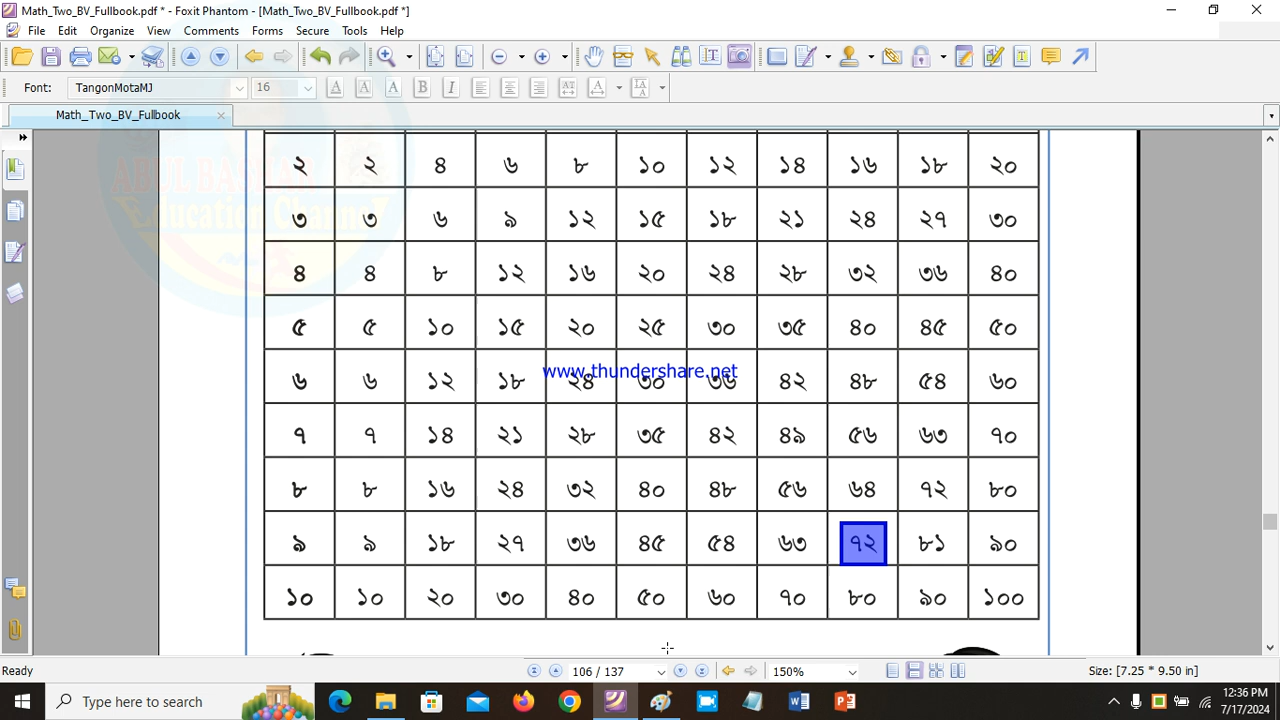 Math_Two_BV_Fullbook.pdf * - Foxit Phantom - [Math_Two_BV_Fullbook.pdf *]
File Edit Organize View Comments Forms Secure Tools Help
Font: TangonMotaMJ 16
Math_Two_BV_Fullbook
ABUL BASHAR
Education Channel
২ ২ ৪ ৬ ৮ ১০ ১২ ১৪ ১৬ ১৮ ২০
৩ ৩ ৬ ৯ ১২ ১৫ ১৮ ২১ ২৪ ২৭ ৩০
৪ ৪ ৮ ১২ ১৬ ২০ ২৪ ২৮ ৩২ ৩৬ ৪০
৫ ৫ ১০ ১৫ ২০ ২৫ ৩০ ৩৫ ৪০ ৪৫ ৫০
৬ ৬ ১২ ১৮ ২৪ ৩০ ৩৬ ৪২ ৪৮ ৫৪ ৬০
www.thundershare.net
৭ ৭ ১৪ ২১ ২৮ ৩৫ ৪২ ৪৯ ৫৬ ৬৩ ৭০
৮ ৮ ১৬ ২৪ ৩২ ৪০ ৪৮ ৫৬ ৬৪ ৭২ ৮০
৯ ৯ ১৮ ২৭ ৩৬ ৪৫ ৫৪ ৬৩ ৭২ ৮১ ৯০
১০ ১০ ২০ ৩০ ৪০ ৫০ ৬০ ৭০ ৮০ ৯০ ১০০
Ready 106 / 137 150% Size: [7.25 * 9.50 in]
Type here to search 12:36 PM
7/17/2024